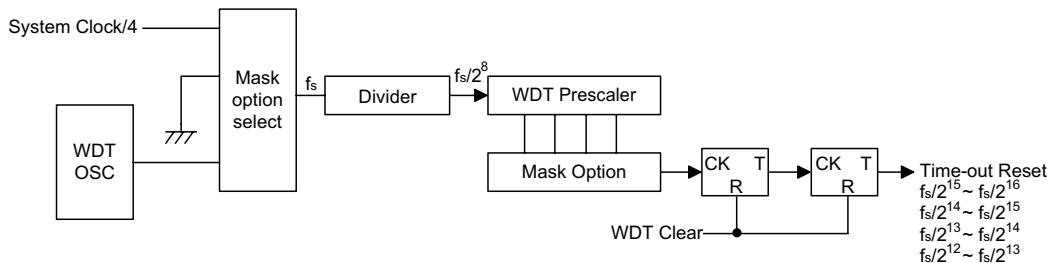 System Clock/4
Mask
option
select
WDT
OSC
fs
Divider
fs/2^8
WDT Prescaler
Mask Option
CK T
R
CK T
R
WDT Clear
Time-out Reset
fs/2^15 ~ fs/2^16
fs/2^14 ~ fs/2^15
fs/2^13 ~ fs/2^14
fs/2^12 ~ fs/2^13